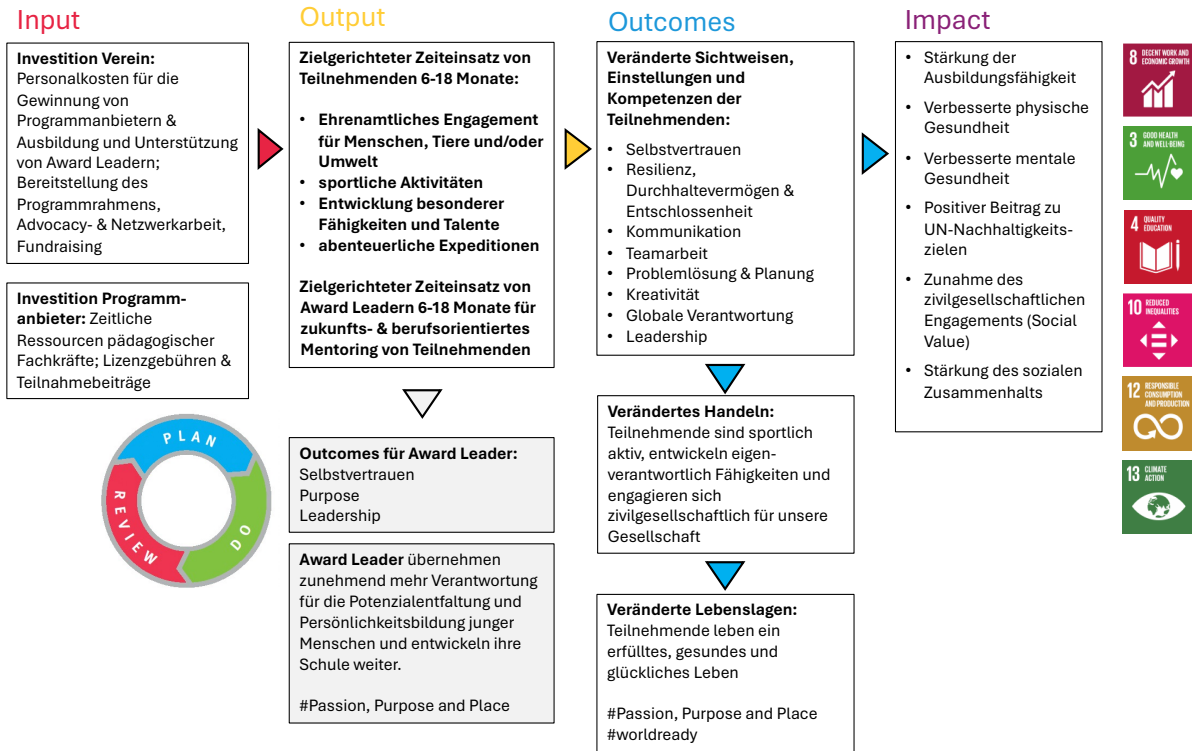 Input
Investition Verein:
Personalkosten für die
Gewinnung von
Programmanbietern &
Ausbildung und Unterstützung
von Award Leadern;
Bereitstellung des
Programmrahmens,
Advocacy- & Netzwerkarbeit,
Fundraising
Investition Programm-
anbieter: Zeitliche
Ressourcen pädagogischer
Fachkräfte; Lizenzgebühren &
Teilnahmebeiträge
PLAN
DO
REVIEW
Output
Zielgerichteter Zeiteinsatz von
Teilnehmenden 6-18 Monate:
• Ehrenamtliches Engagement
für Menschen, Tiere und/oder
Umwelt
• sportliche Aktivitäten
• Entwicklung besonderer
Fähigkeiten und Talente
• abenteuerliche Expeditionen
Zielgerichteter Zeiteinsatz von
Award Leadern 6-18 Monate für
zukunfts- & berufsorientiertes
Mentoring von Teilnehmenden
Outcomes für Award Leader:
Selbstvertrauen
Purpose
Leadership
Award Leader übernehmen
zunehmend mehr Verantwortung
für die Potenzialentfaltung und
Persönlichkeitsbildung junger
Menschen und entwickeln ihre
Schule weiter.
#Passion, Purpose and Place
Outcomes
Veränderte Sichtweisen,
Einstellungen und
Kompetenzen der
Teilnehmenden:
• Selbstvertrauen
• Resilienz,
Durchhaltevermögen &
Entschlossenheit
• Kommunikation
• Teamarbeit
• Problemlösung & Planung
• Kreativität
• Globale Verantwortung
• Leadership
Verändertes Handeln:
Teilnehmende sind sportlich
aktiv, entwickeln eigen-
verantwortlich Fähigkeiten und
engagieren sich
zivilgesellschaftlich für unsere
Gesellschaft
Veränderte Lebenslagen:
Teilnehmende leben ein
erfülltes, gesundes und
glückliches Leben
#Passion, Purpose and Place
#worldready
Impact
• Stärkung der
Ausbildungsfähigkeit
• Verbesserte physische
Gesundheit
• Verbesserte mentale
Gesundheit
• Positiver Beitrag zu
UN-Nachhaltigkeits-
zielen
• Zunahme des
zivilgesellschaftlichen
Engagements (Social
Value)
• Stärkung des sozialen
Zusammenhalts
8 DECENT WORK AND
ECONOMIC GROWTH
3 GOOD HEALTH
AND WELL-BEING
4 QUALITY
EDUCATION
10 REDUCED
INEQUALITIES
12 RESPONSIBLE
CONSUMPTION
AND PRODUCTION
13 CLIMATE
ACTION